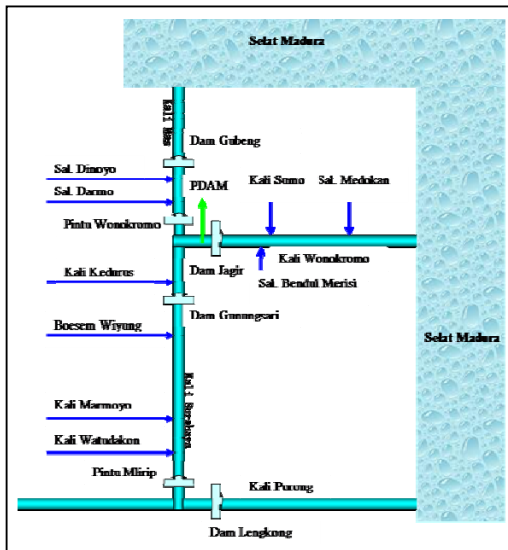 Selat Madura
Kali Mas
Dam Gubeng
Sal. Dinoyo
PDAM
Kali Sumo
Sal. Medokan
Sal. Darmo
Pintu Wonokromo
Kali Wonokromo
Kali Kedurus
Dam Jagir
Sal. Bendul Merisi
Dam Gunungsari
Boesem Wiyung
Selat Madura
Kali Surabaya
Kali Marmoyo
Kali Watudakon
Pintu Mlirip
Kali Porong
Dam Lengkong